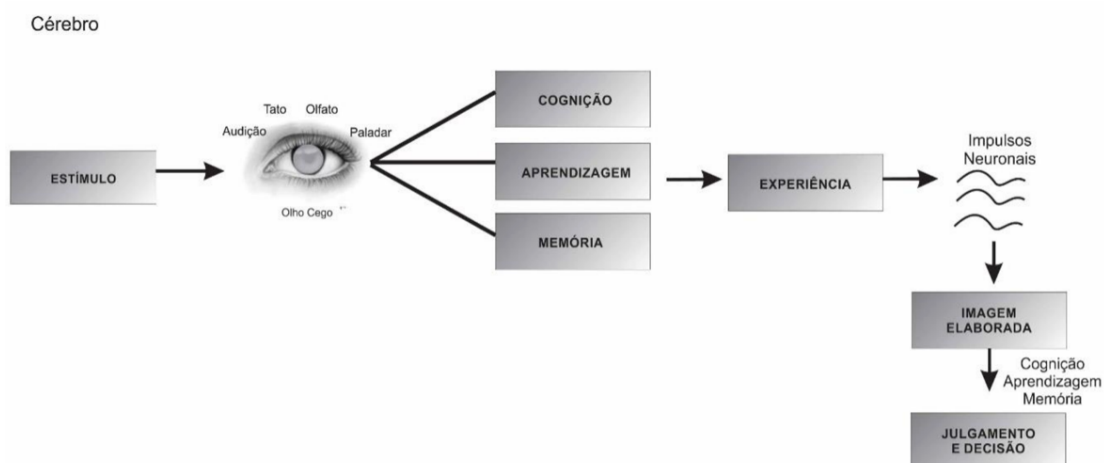 Cérebro
ESTÍMULO
Tato Olfato
Audição Paladar
Olho Cego
COGNIÇÃO
APRENDIZAGEM
MEMÓRIA
EXPERIÊNCIA
Impulsos
Neuronais
IMAGEM
ELABORADA
Cognição
Aprendizagem
Memória
JULGAMENTO
E DECISÃO